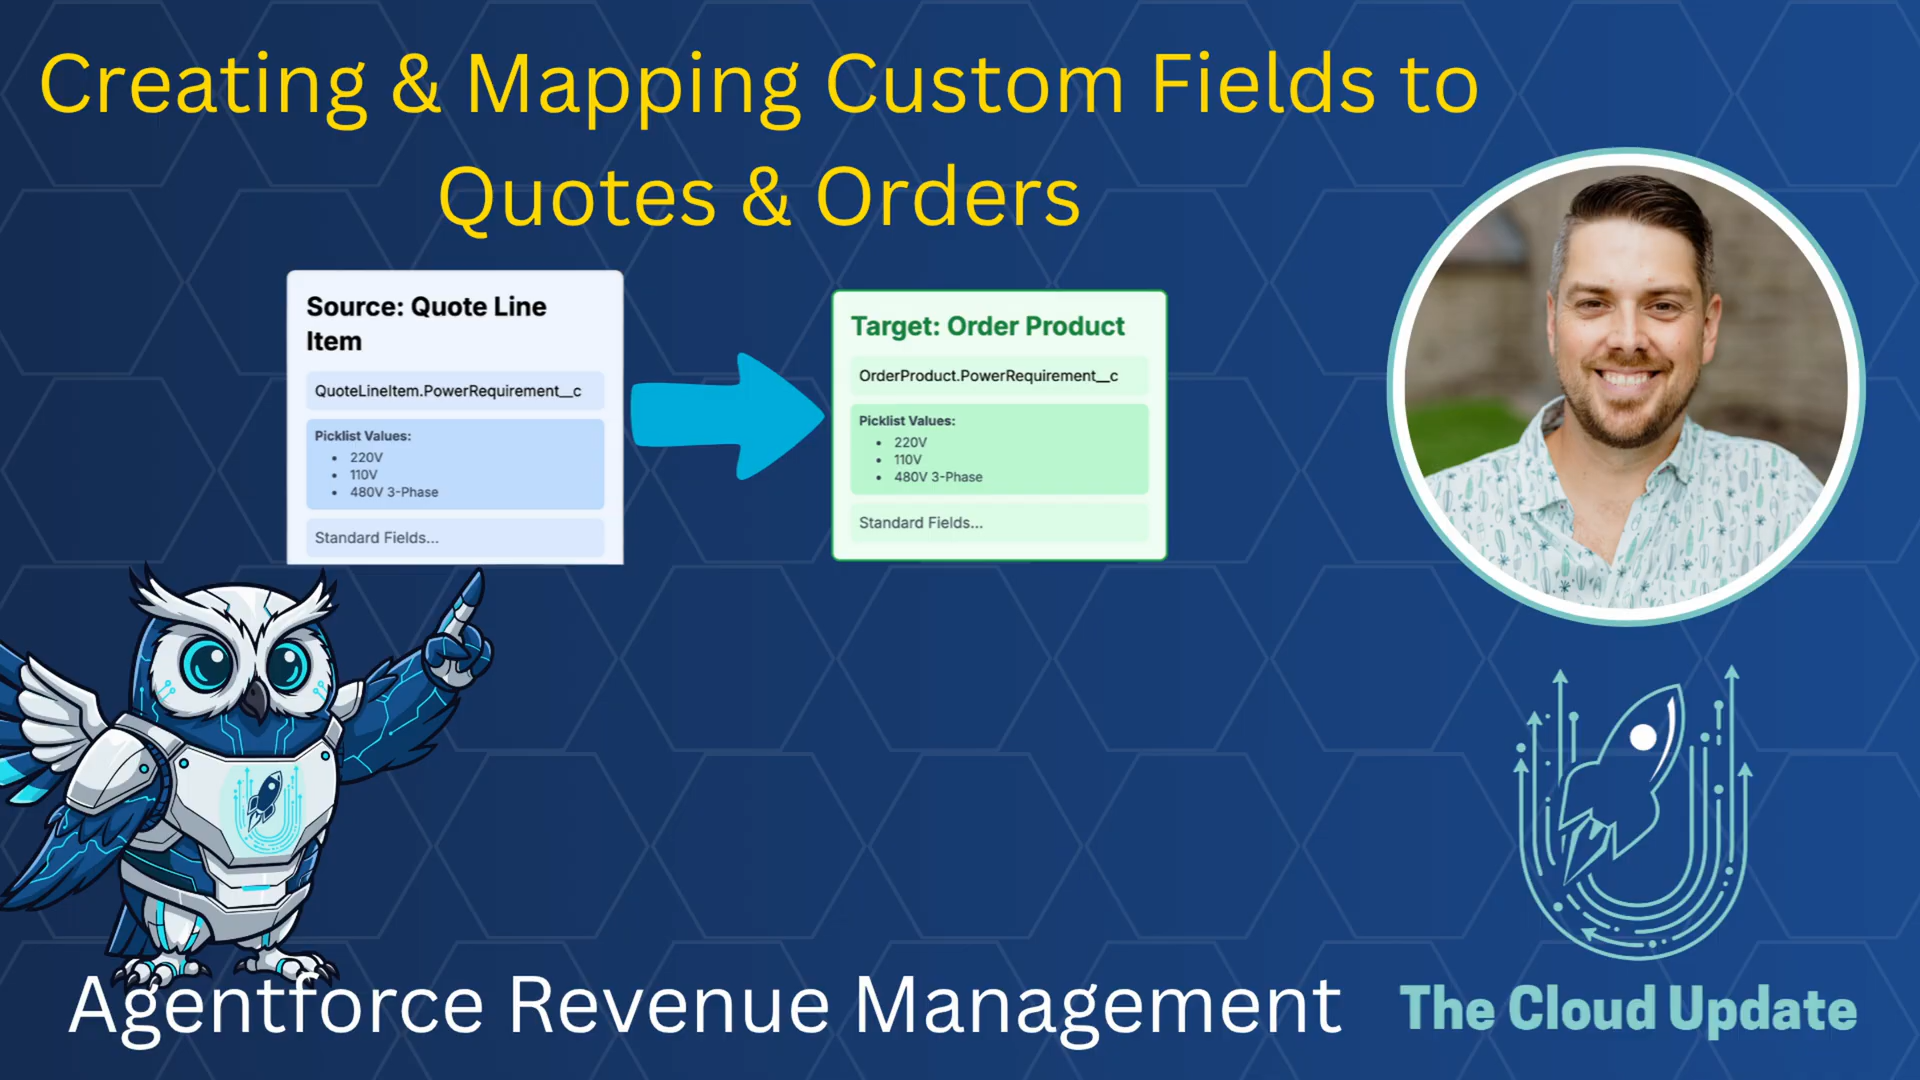 Creating & Mapping Custom Fields to
Quotes & Orders
Source: Quote Line
Item
QuoteLineItem.PowerRequirement__c
Picklist Values:
• 220V
• 110V
• 480V 3-Phase
Standard Fields...
Target: Order Product
OrderProduct.PowerRequirement__c
Picklist Values:
• 220V
• 110V
• 480V 3-Phase
Standard Fields...
Agentforce Revenue Management
The Cloud Update